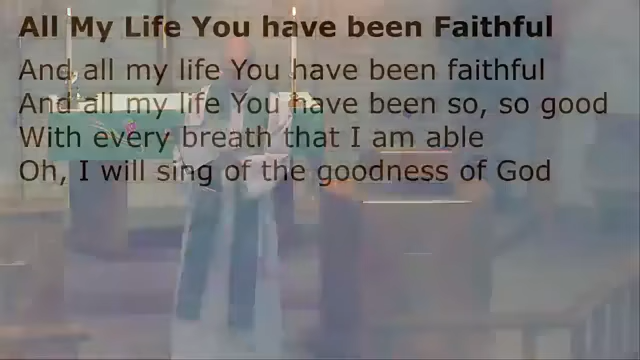 All My Life You have been Faithful
And all my life You have been faithful
And all my life You have been so, so good
With every breath that I am able
Oh, I will sing of the goodness of God